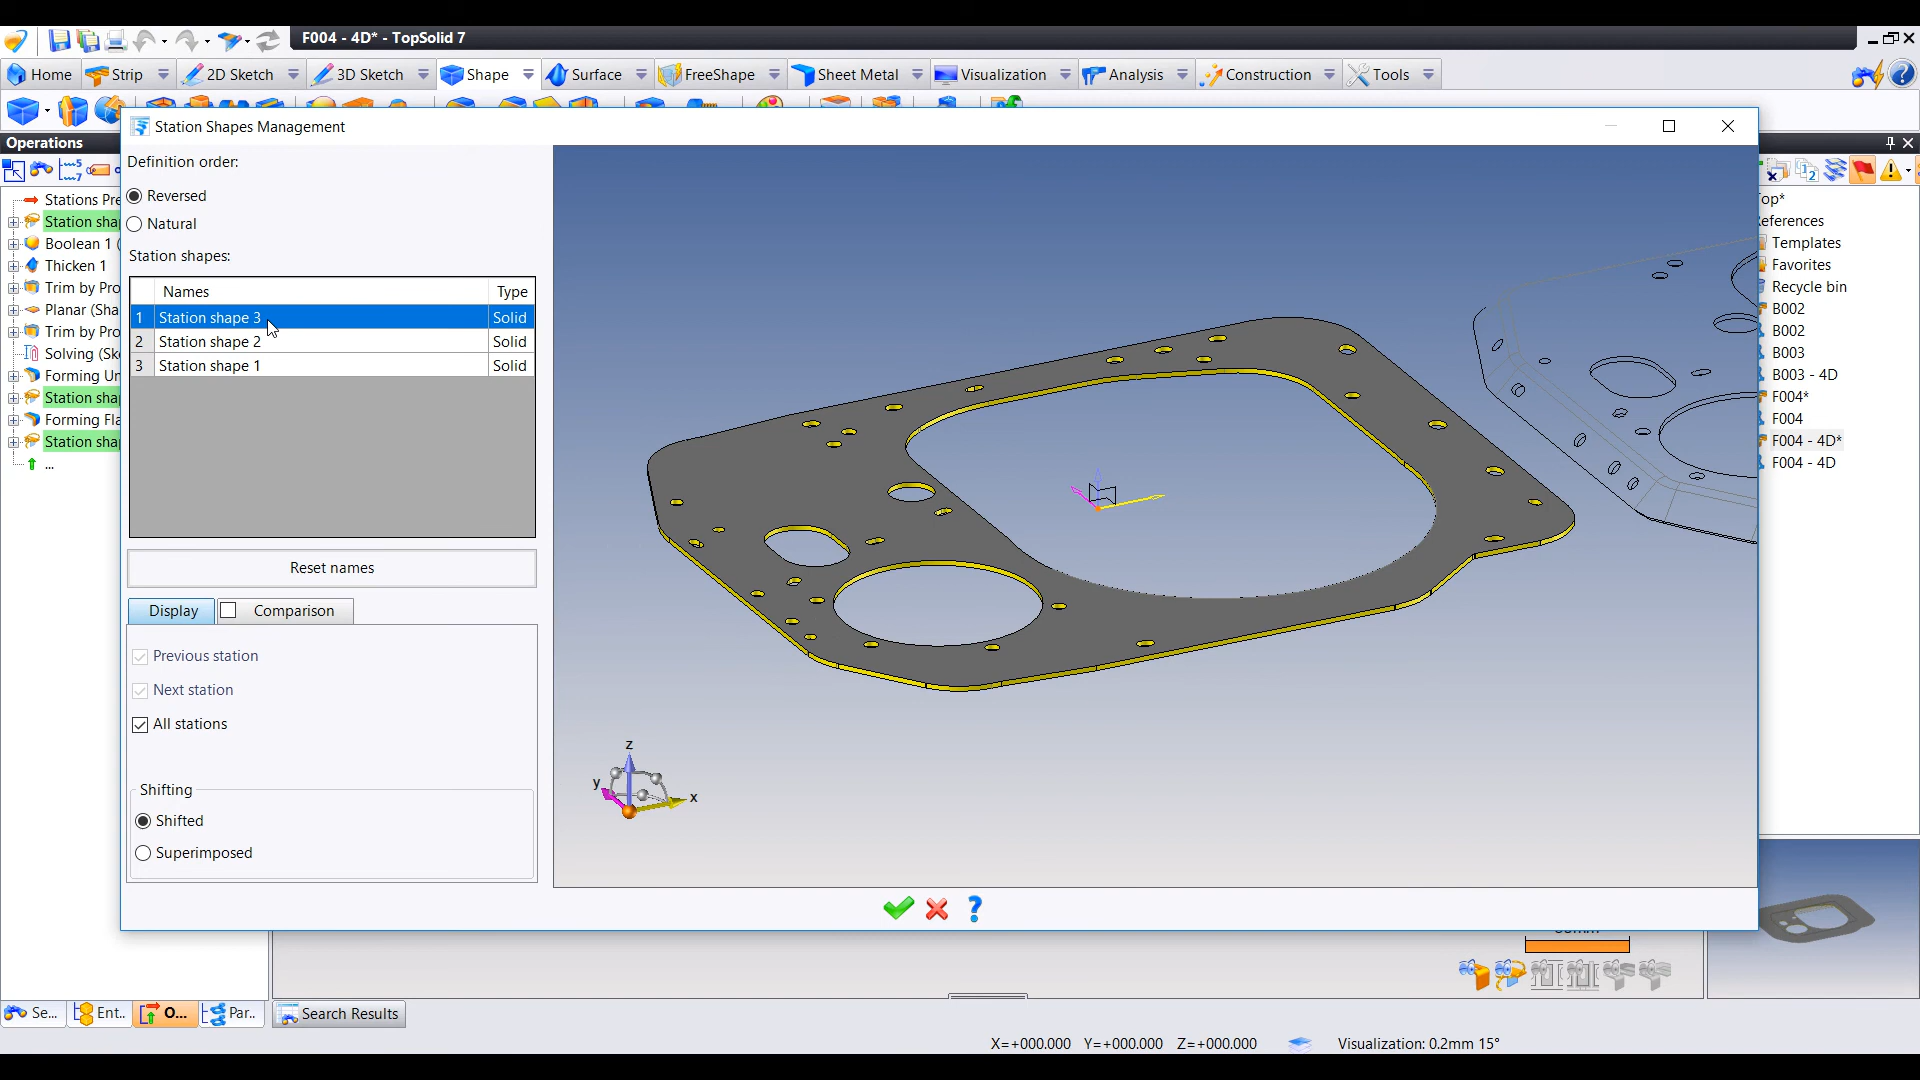 F004 - 4D* - TopSolid 7
Home Strip 2D Sketch 3D Sketch Shape Surface FreeShape Sheet Metal Visualization Analysis Construction Tools
Operations
Station Shapes Management
Definition order:
Reversed
Natural
Station shapes:
Names Type
1 Station shape 3 Solid
2 Station shape 2 Solid
3 Station shape 1 Solid
Reset names
Display Comparison
Previous station
Next station
All stations
Shifting
Shifted
Superimposed
Stations Pre
Station sha
Boolean 1 (
Thicken 1
Trim by Pro
Planar (Sha
Trim by Pro
Solving (Sk
Forming Un
Station sha
Forming Fla
Station sha
...
z
y
x
op*
eferences
Templates
Favorites
Recycle bin
B002
B002
B003
B003 - 4D
F004*
F004
F004 - 4D*
F004 - 4D
Se... Ent.. O... Par.. Search Results
X=+000.000 Y=+000.000 Z=+000.000 Visualization: 0.2mm 15°